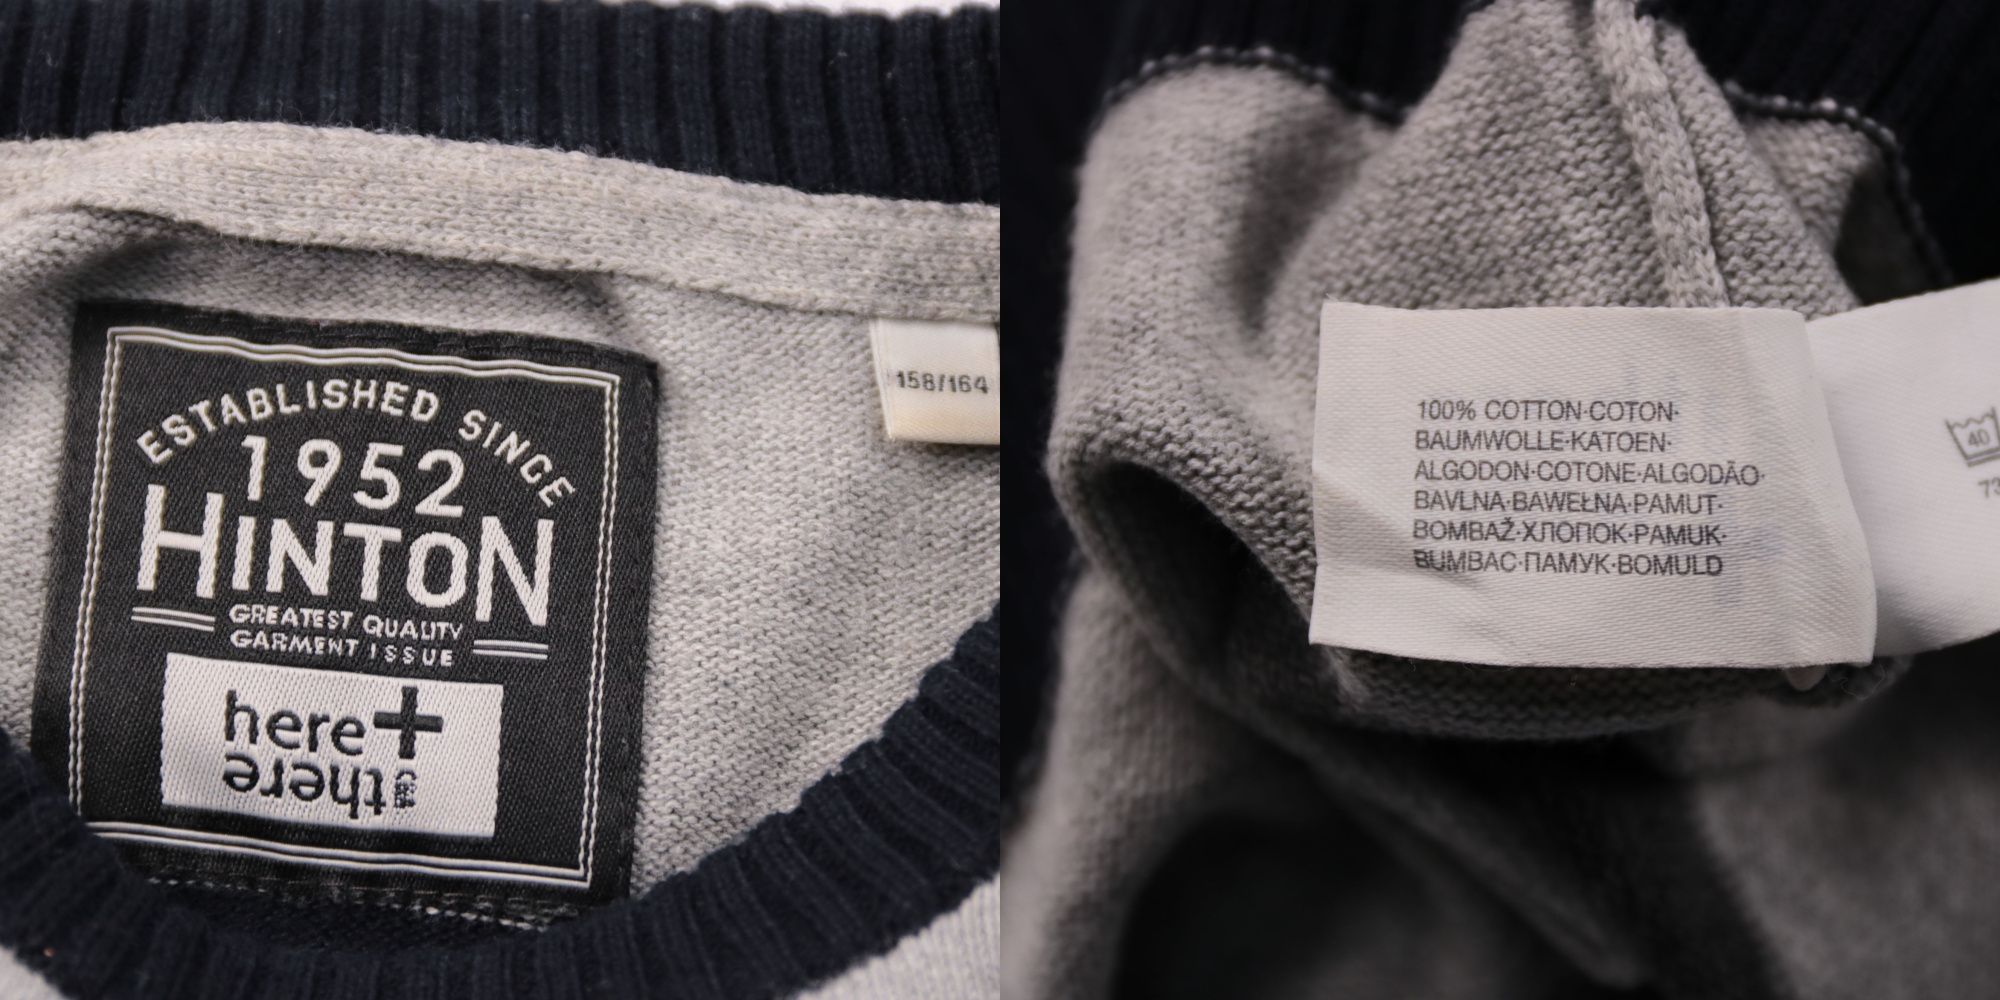 ESTABLISHED SINCE
1952
HINTON
GREATEST QUALITY
GARMENT ISSUE
here+
there
158/164
100% COTTON·COTON·
BAUMWOLLE·KATOEN·
ALGODON·COTONE·ALGODÃO·
BAVLNA·BAWEŁNA·PAMUT·
BOMBAŽ·ХЛОПОК·PAMUK·
BUMBAC·ПАМУК·BOMULD
40
73